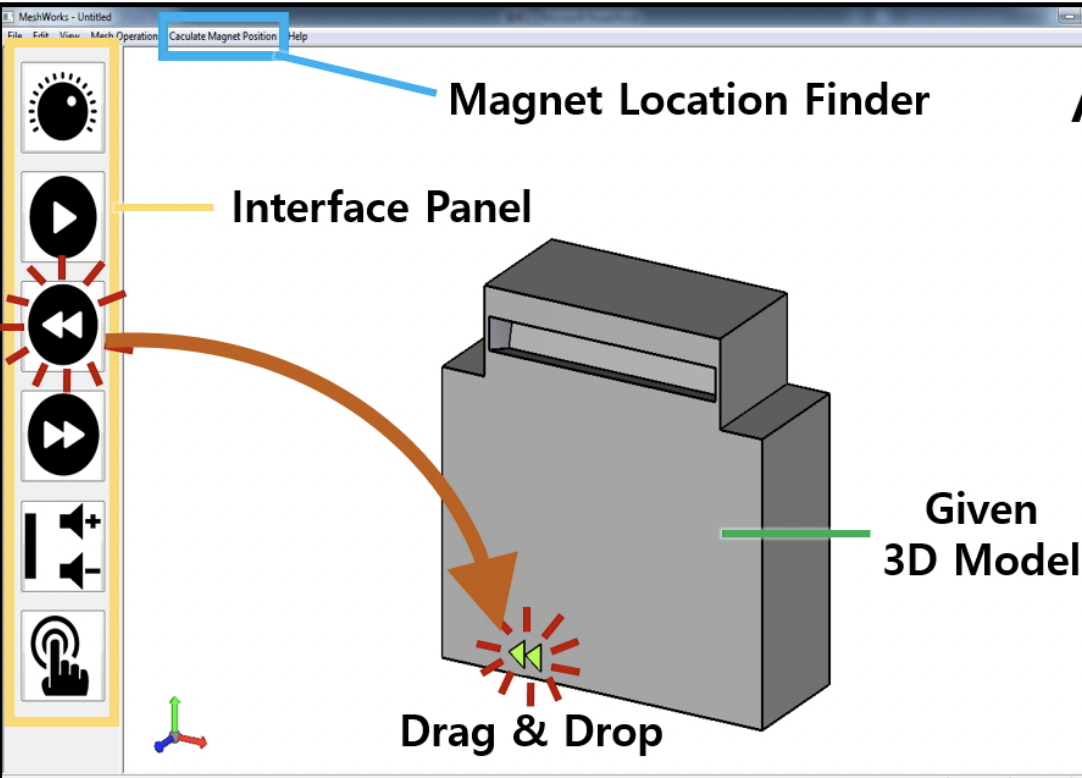 MeshWorks - Untitled
File Edit View Mesh Operation Caculate Magnet Position Help
Magnet Location Finder
Interface Panel
Given
3D Model
Drag & Drop